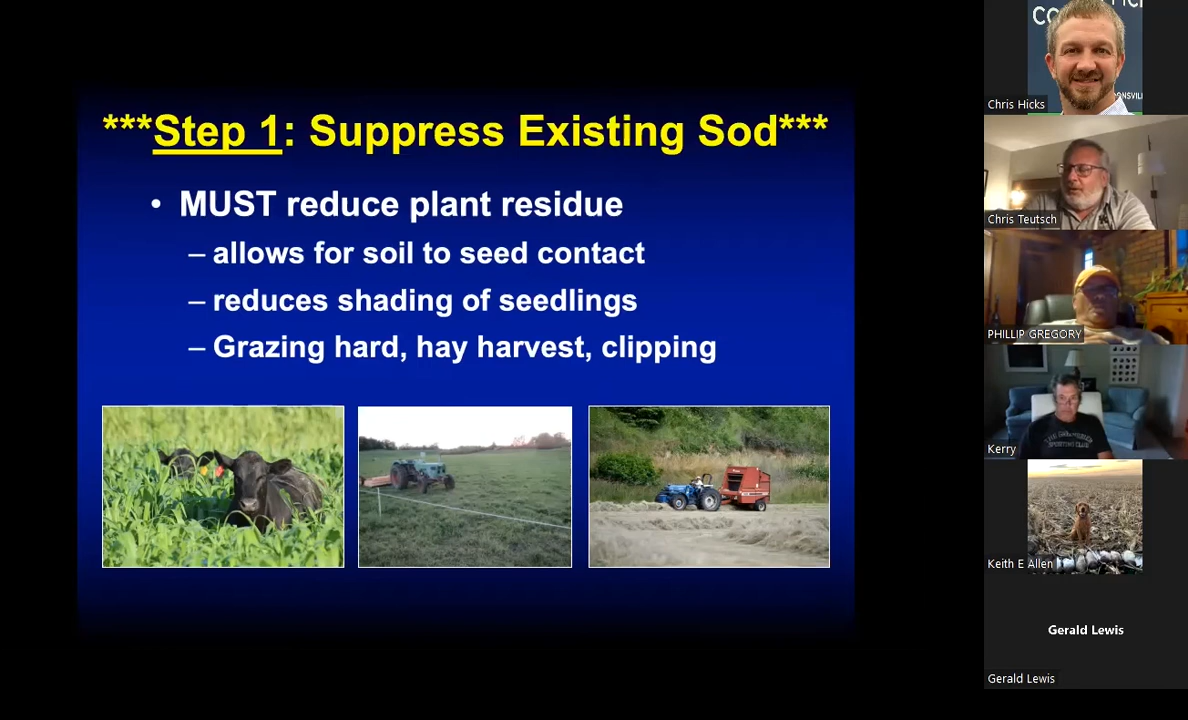 ***Step 1: Suppress Existing Sod***
• MUST reduce plant residue
– allows for soil to seed contact
– reduces shading of seedlings
– Grazing hard, hay harvest, clipping
Chris Hicks
Chris Teutsch
PHILLIP GREGORY
Kerry
Keith E Allen
Gerald Lewis
Gerald Lewis